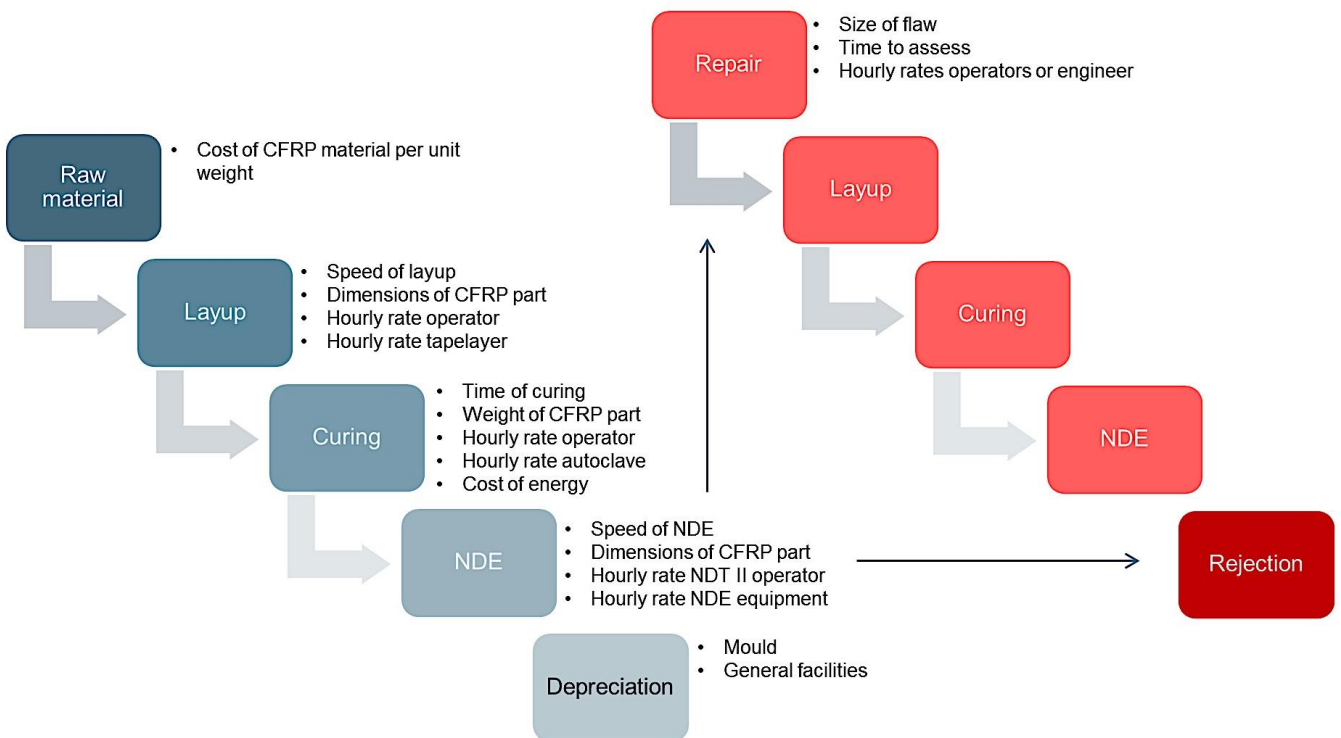 Raw
material
• Cost of CFRP material per unit
weight
Layup
• Speed of layup
• Dimensions of CFRP part
• Hourly rate operator
• Hourly rate tapelayer
Curing
• Time of curing
• Weight of CFRP part
• Hourly rate operator
• Hourly rate autoclave
• Cost of energy
NDE
• Speed of NDE
• Dimensions of CFRP part
• Hourly rate NDT II operator
• Hourly rate NDE equipment
Depreciation
• Mould
• General facilities
Repair
• Size of flaw
• Time to assess
• Hourly rates operators or engineer
Layup
Curing
NDE
Rejection